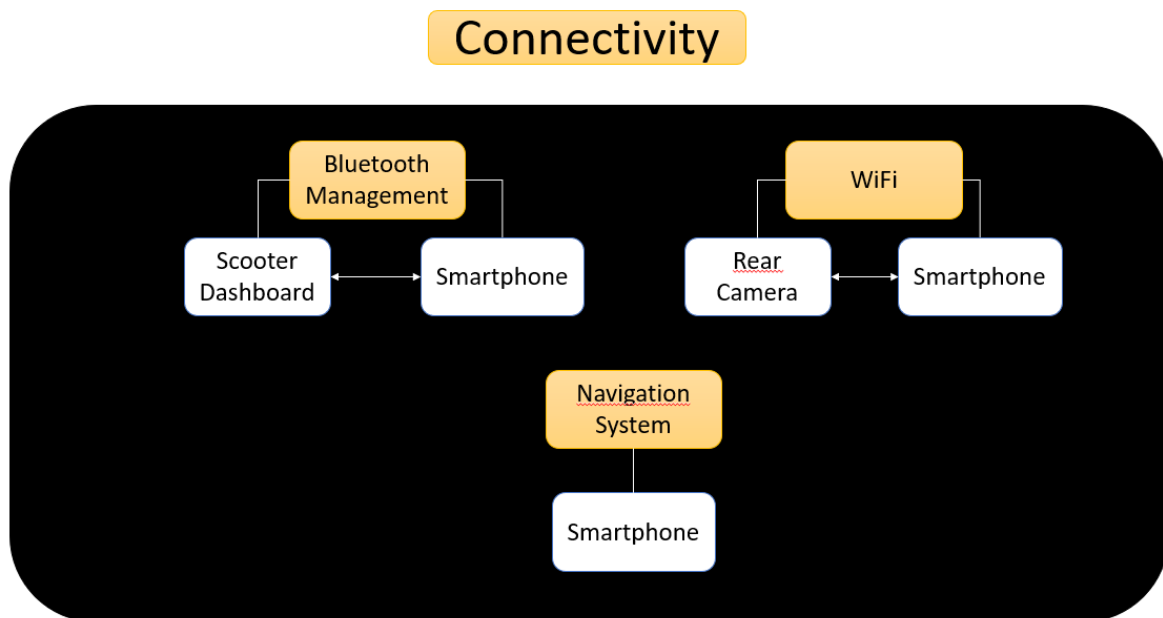 Connectivity
Bluetooth
Management
WiFi
Scooter
Dashboard
Smartphone
Rear
Camera
Smartphone
Navigation
System
Smartphone